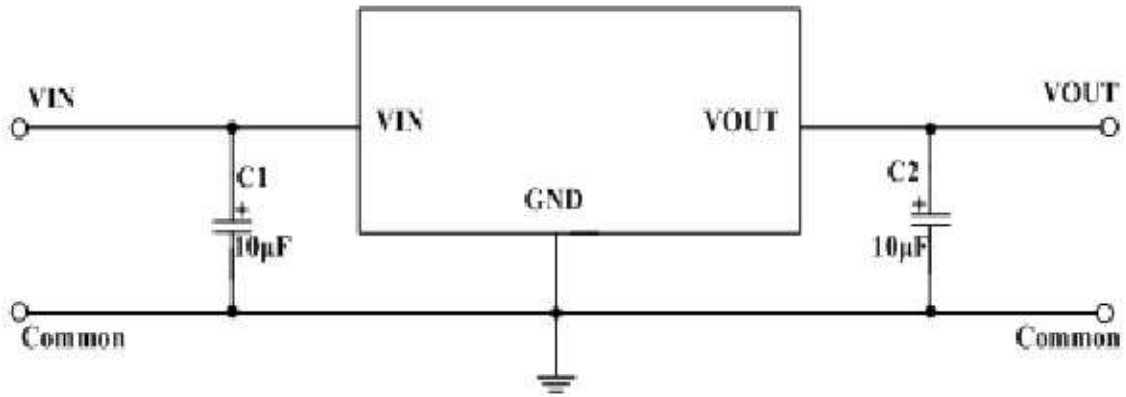 VIN
VOUT
VIN
VOUT
C1
C2
+
+
GND
10μF
10μF
Common
Common